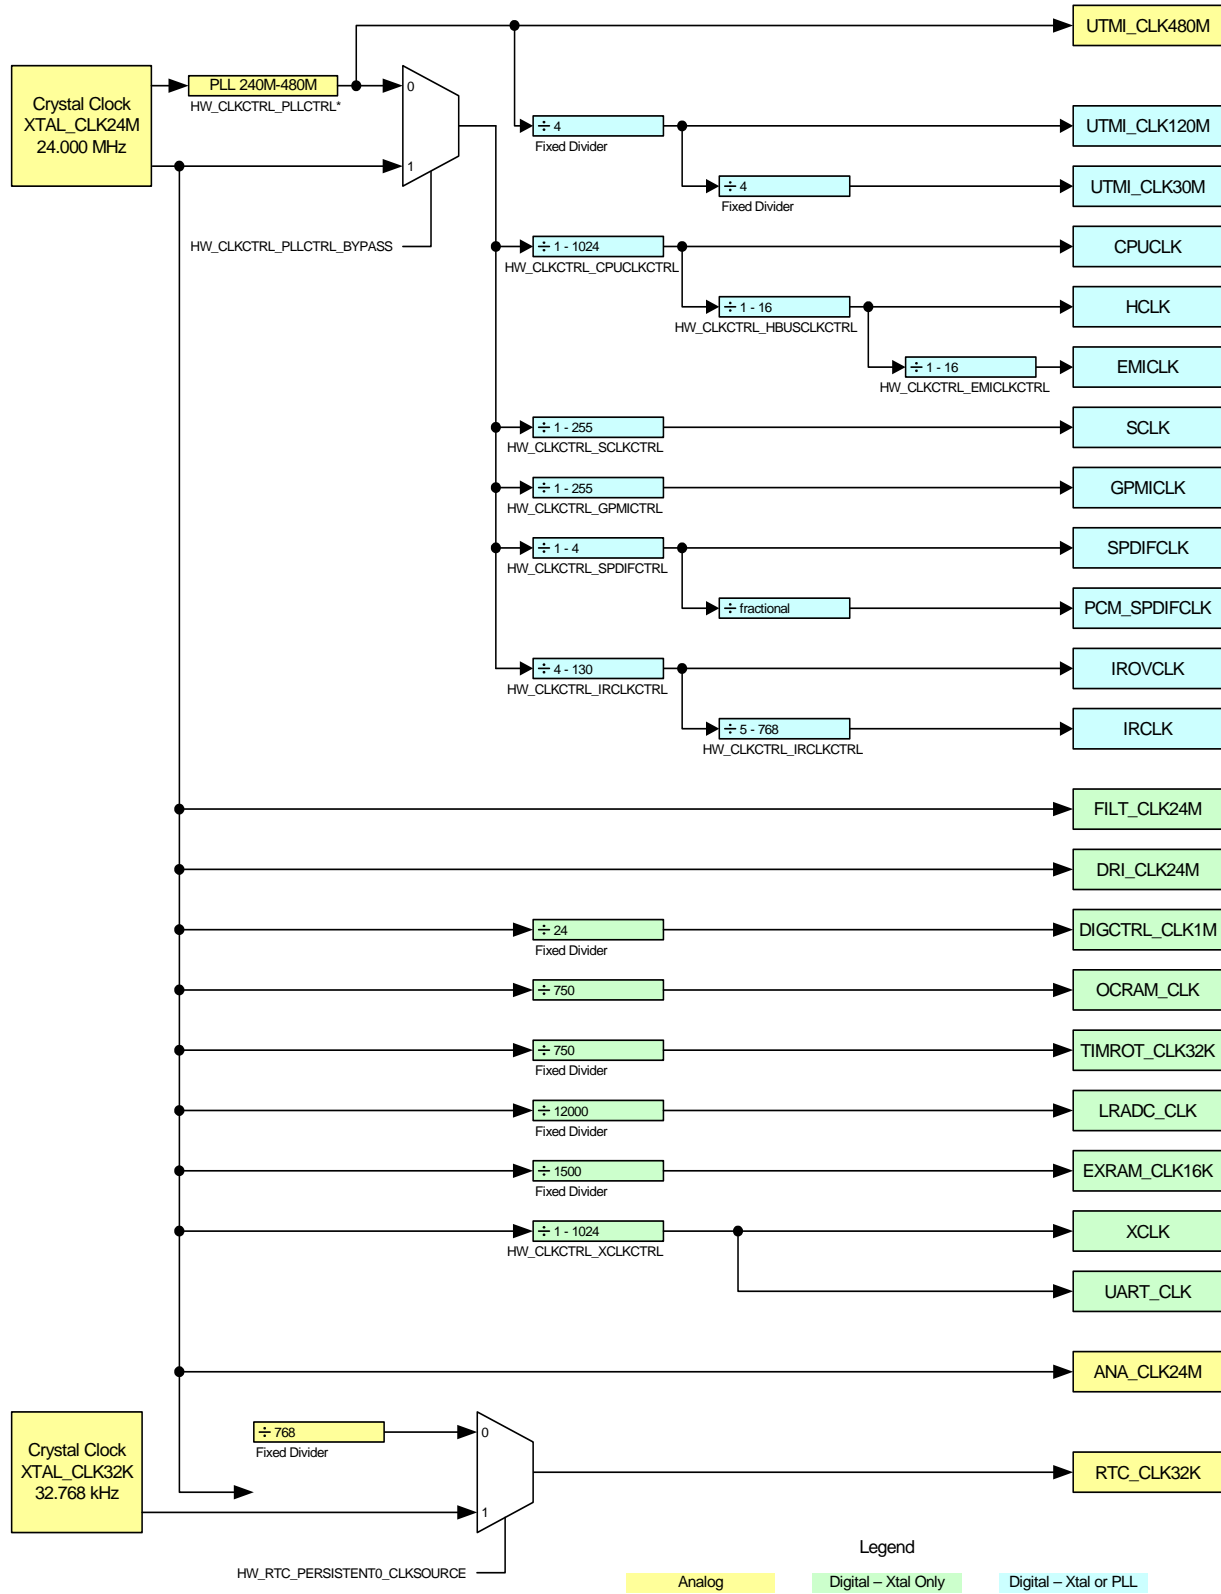 UTMI_CLK480M
Crystal Clock
XTAL_CLK24M
24.000 MHz
PLL 240M-480M
HW_CLKCTRL_PLLCTRL*
0
1
HW_CLKCTRL_PLLCTRL_BYPASS
÷ 4
Fixed Divider
UTMI_CLK120M
÷ 4
Fixed Divider
UTMI_CLK30M
÷ 1 - 1024
HW_CLKCTRL_CPUCLKCTRL
CPUCLK
÷ 1 - 16
HW_CLKCTRL_HBUSCLKCTRL
HCLK
÷ 1 - 16
HW_CLKCTRL_EMICLKCTRL
EMICLK
÷ 1 - 255
HW_CLKCTRL_SCLKCTRL
SCLK
÷ 1 - 255
HW_CLKCTRL_GPMICTRL
GPMICLK
÷ 1 - 4
HW_CLKCTRL_SPDIFCTRL
SPDIFCLK
÷ fractional
PCM_SPDIFCLK
÷ 4 - 130
HW_CLKCTRL_IRCLKCTRL
IROVCLK
÷ 5 - 768
HW_CLKCTRL_IRCLKCTRL
IRCLK
FILT_CLK24M
DRI_CLK24M
÷ 24
Fixed Divider
DIGCTRL_CLK1M
÷ 750
OCRAM_CLK
÷ 750
Fixed Divider
TIMROT_CLK32K
÷ 12000
Fixed Divider
LRADC_CLK
÷ 1500
Fixed Divider
EXRAM_CLK16K
÷ 1 - 1024
HW_CLKCTRL_XCLKCTRL
XCLK
UART_CLK
ANA_CLK24M
Crystal Clock
XTAL_CLK32K
32.768 kHz
÷ 768
Fixed Divider
0
1
RTC_CLK32K
HW_RTC_PERSISTENT0_CLKSOURCE
Legend
Analog
Digital – Xtal Only
Digital – Xtal or PLL